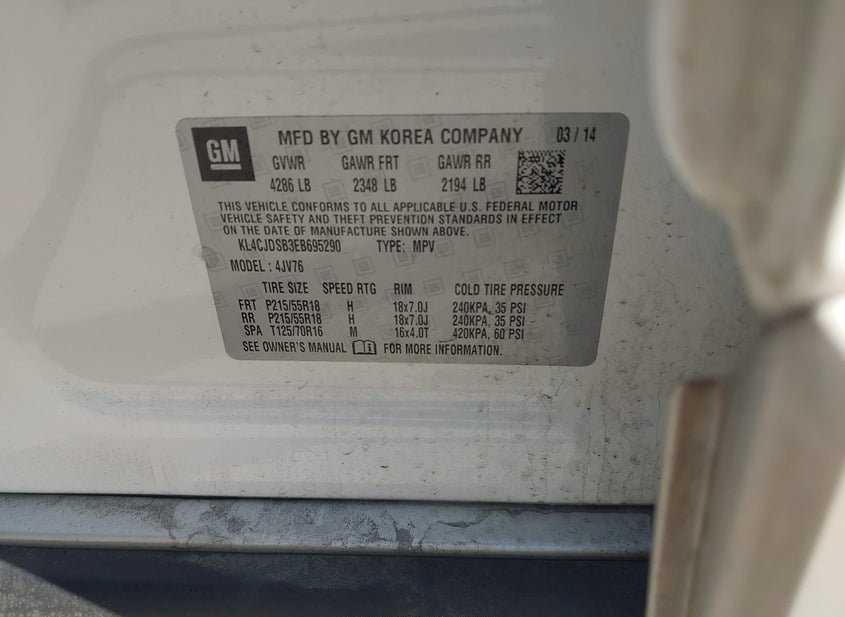 GM MFD BY GM KOREA COMPANY 03 / 14
GVWR GAWR FRT GAWR RR
4286 LB 2348 LB 2194 LB
THIS VEHICLE CONFORMS TO ALL APPLICABLE U.S. FEDERAL MOTOR
VEHICLE SAFETY AND THEFT PREVENTION STANDARDS IN EFFECT
ON THE DATE OF MANUFACTURE SHOWN ABOVE.
KL4CJDSB3EB695290 TYPE: MPV
MODEL : 4JV76
TIRE SIZE SPEED RTG RIM COLD TIRE PRESSURE
FRT P215/55R18 H 18x7.0J 240KPA, 35 PSI
RR P215/55R18 H 18x7.0J 240KPA, 35 PSI
SPA T125/70R16 M 16x4.0T 420KPA, 60 PSI
SEE OWNER'S MANUAL FOR MORE INFORMATION.